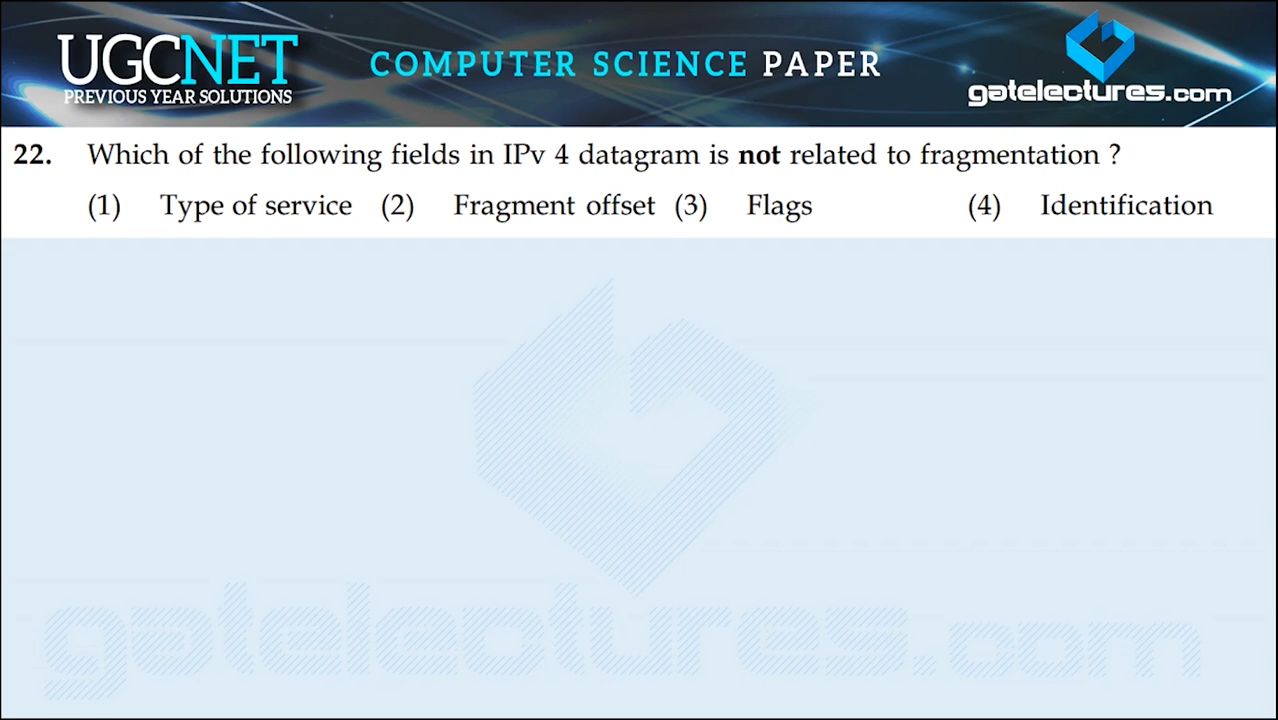 UGCNET
PREVIOUS YEAR SOLUTIONS
COMPUTER SCIENCE PAPER
gatelectures.com
22. Which of the following fields in IPv 4 datagram is not related to fragmentation ?
(1) Type of service (2) Fragment offset (3) Flags (4) Identification
gatelectures.com